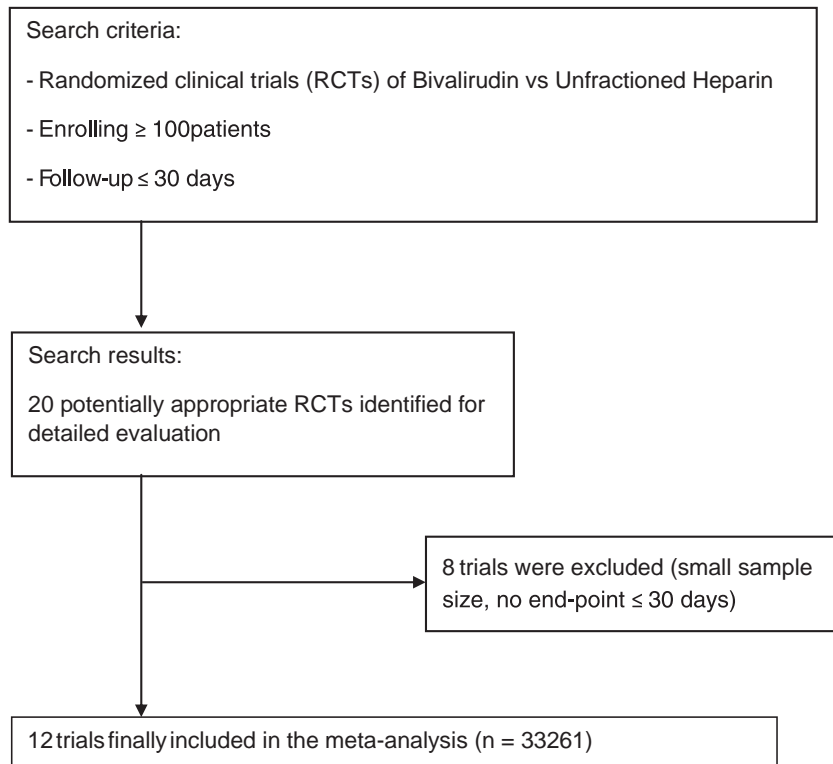 Search criteria:
- Randomized clinical trials (RCTs) of Bivalirudin vs Unfractioned Heparin
- Enrolling ≥ 100patients
- Follow-up ≤ 30 days
Search results:
20 potentially appropriate RCTs identified for
detailed evaluation
8 trials were excluded (small sample
size, no end-point ≤ 30 days)
12 trials finally included in the meta-analysis (n = 33261)